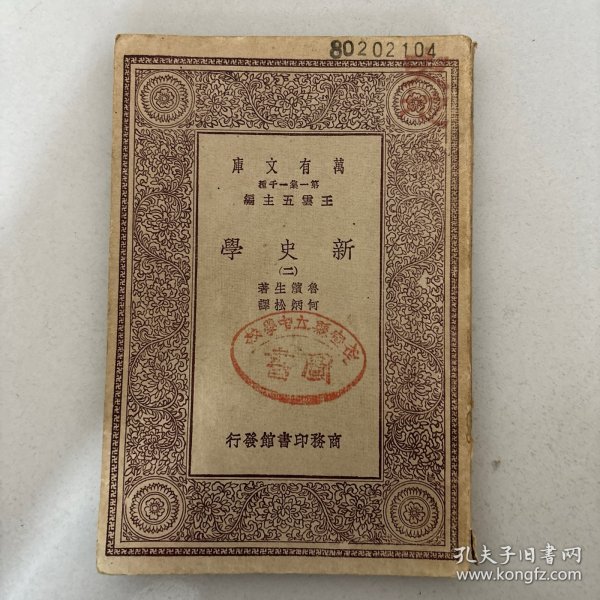 80202104
萬有文庫
第一集一千種
王雲五主編
新史學
(二)
魯濱生著
何炳松譯
圖書
商務印書館發行
孔夫子旧书网
www.kongfz.com